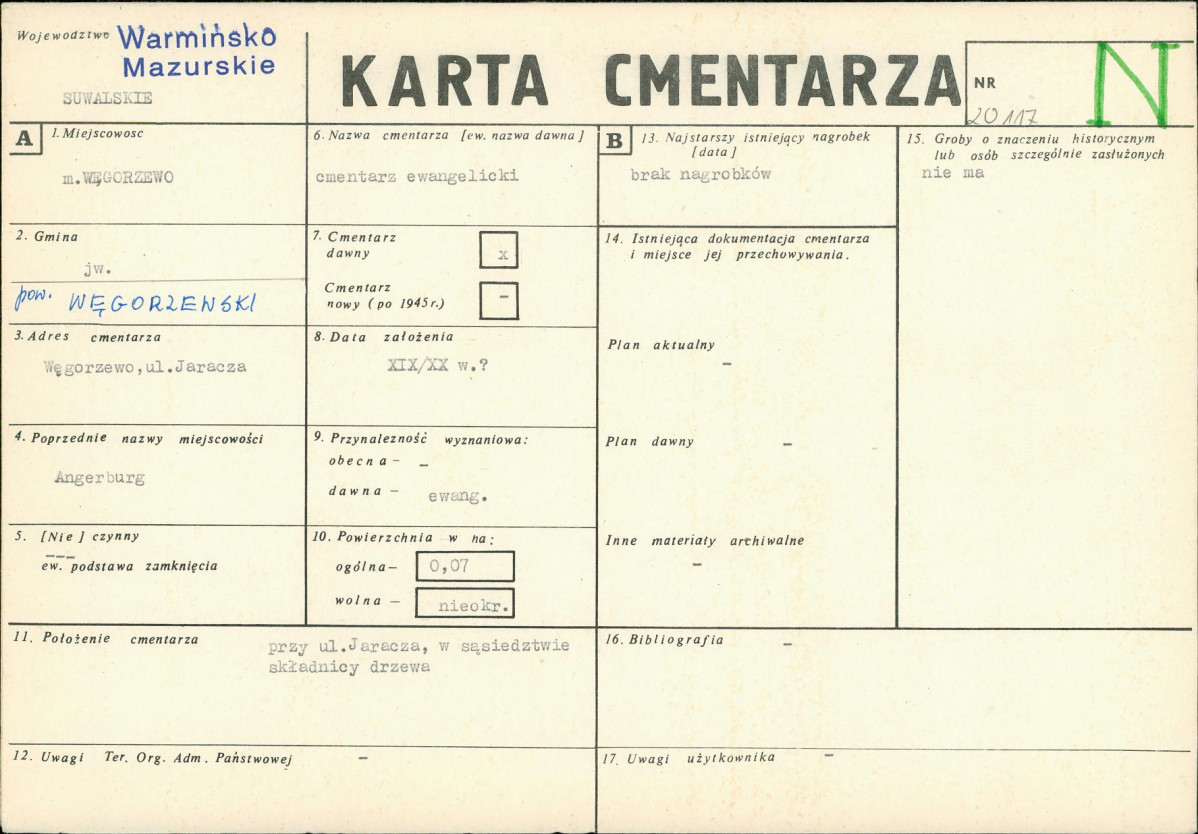 Województwo Warmińsko
Mazurskie
SUWALSKIE
KARTA CMENTARZA
NR
20117
N
A
1. Miejscowosc
m.WĘGORZEWO
2. Gmina
jw.
pow. WĘGORZEWSKI
3. Adres cmentarza
Węgorzewo,ul.Jaracza
4. Poprzednie nazwy miejscowości
Angerburg
5. [Nie] czynny
---
ew. podstawa zamknięcia
6. Nazwa cmentarza [ew. nazwa dawna]
cmentarz ewangelicki
7. Cmentarz
dawny x
Cmentarz
nowy (po 1945 r.) -
8. Data założenia
XIX/XX w.?
9. Przynależność wyznaniowa:
obecna - -
dawna - ewang.
10. Powierzchnia w ha:
ogólna - 0,07
wolna - nieokr.
11. Położenie cmentarza przy ul.Jaracza, w sąsiedztwie
składnicy drzewa
12. Uwagi Ter. Org. Adm. Państwowej -
B
13. Najstarszy istniejący nagrobek
[data]
brak nagrobków
14. Istniejąca dokumentacja cmentarza
i miejsce jej przechowywania.
Plan aktualny
-
Plan dawny -
Inne materiały archiwalne
-
15. Groby o znaczeniu historycznym
lub osób szczególnie zasłużonych
nie ma
16. Bibliografia -
17. Uwagi użytkownika -